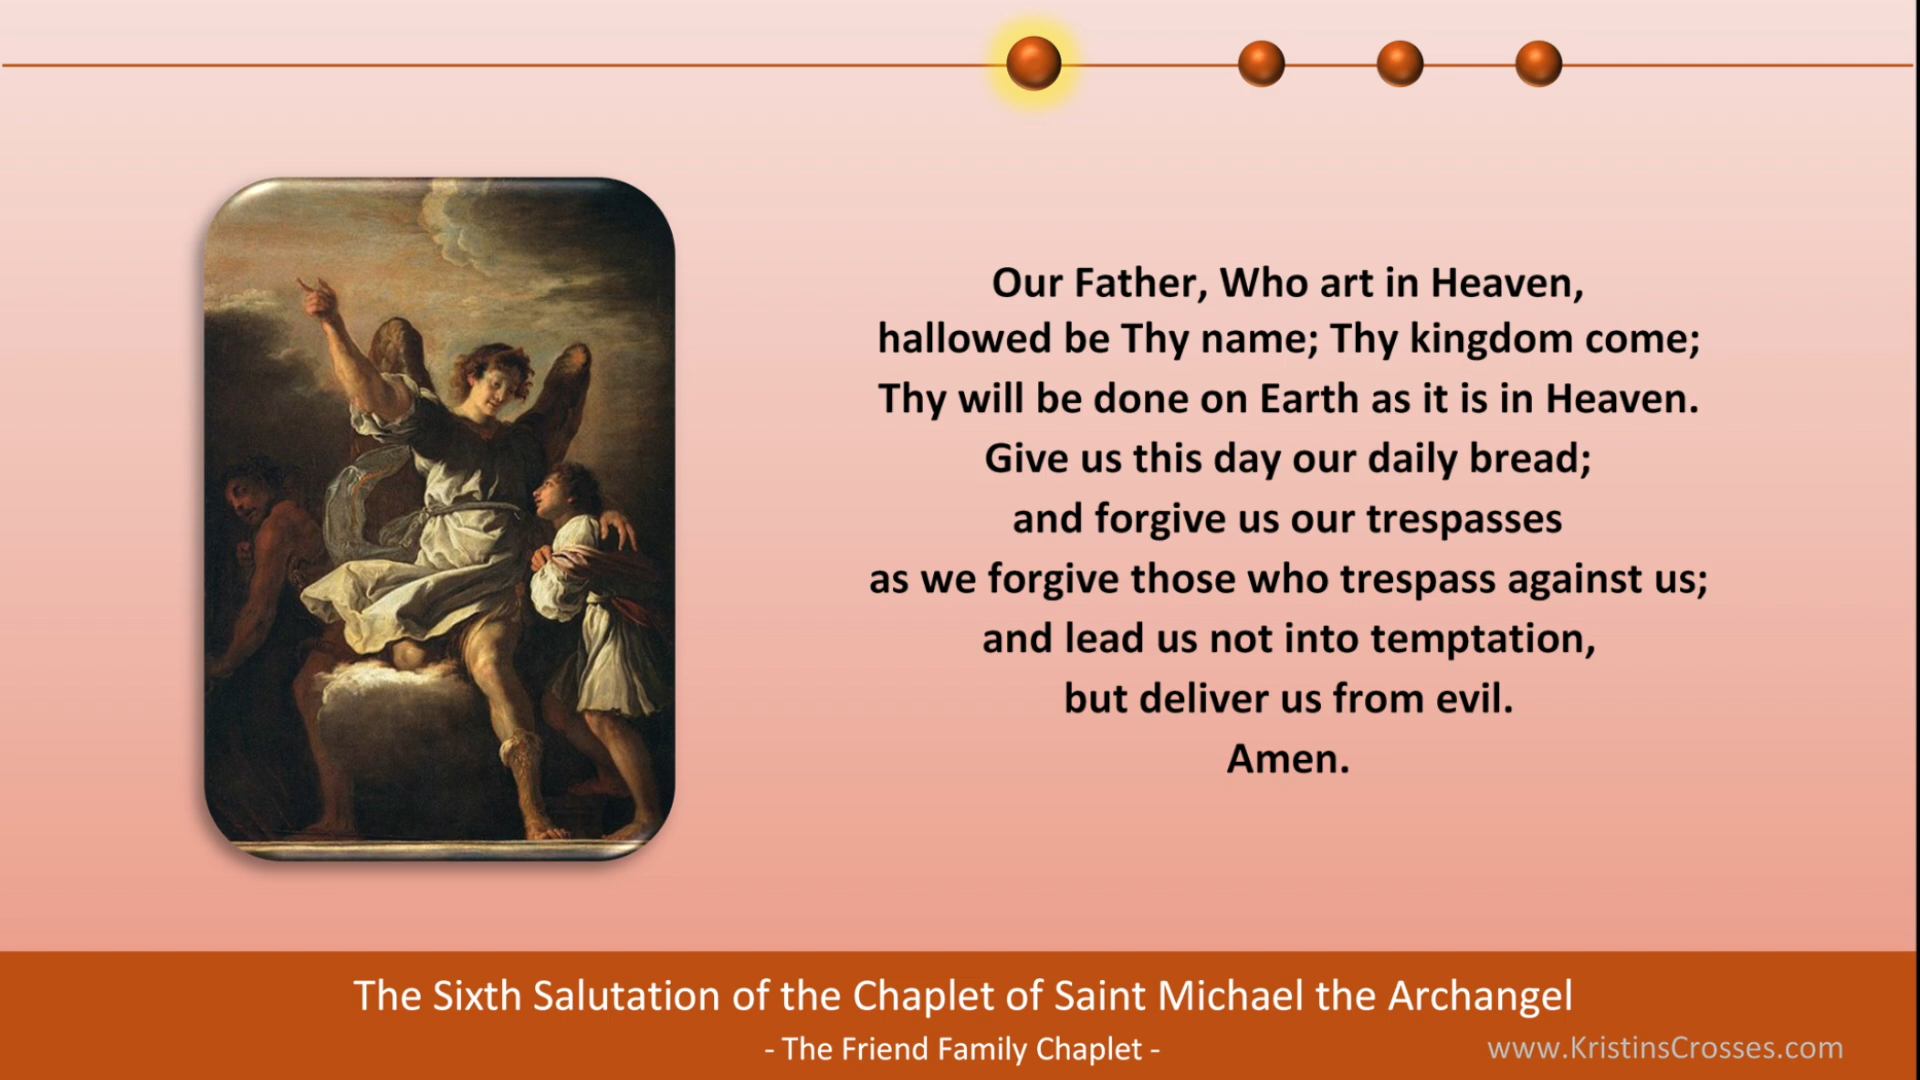 Our Father, Who art in Heaven,
hallowed be Thy name; Thy kingdom come;
Thy will be done on Earth as it is in Heaven.
Give us this day our daily bread;
and forgive us our trespasses
as we forgive those who trespass against us;
and lead us not into temptation,
but deliver us from evil.
Amen.
The Sixth Salutation of the Chaplet of Saint Michael the Archangel
- The Friend Family Chaplet -
www.KristinsCrosses.com